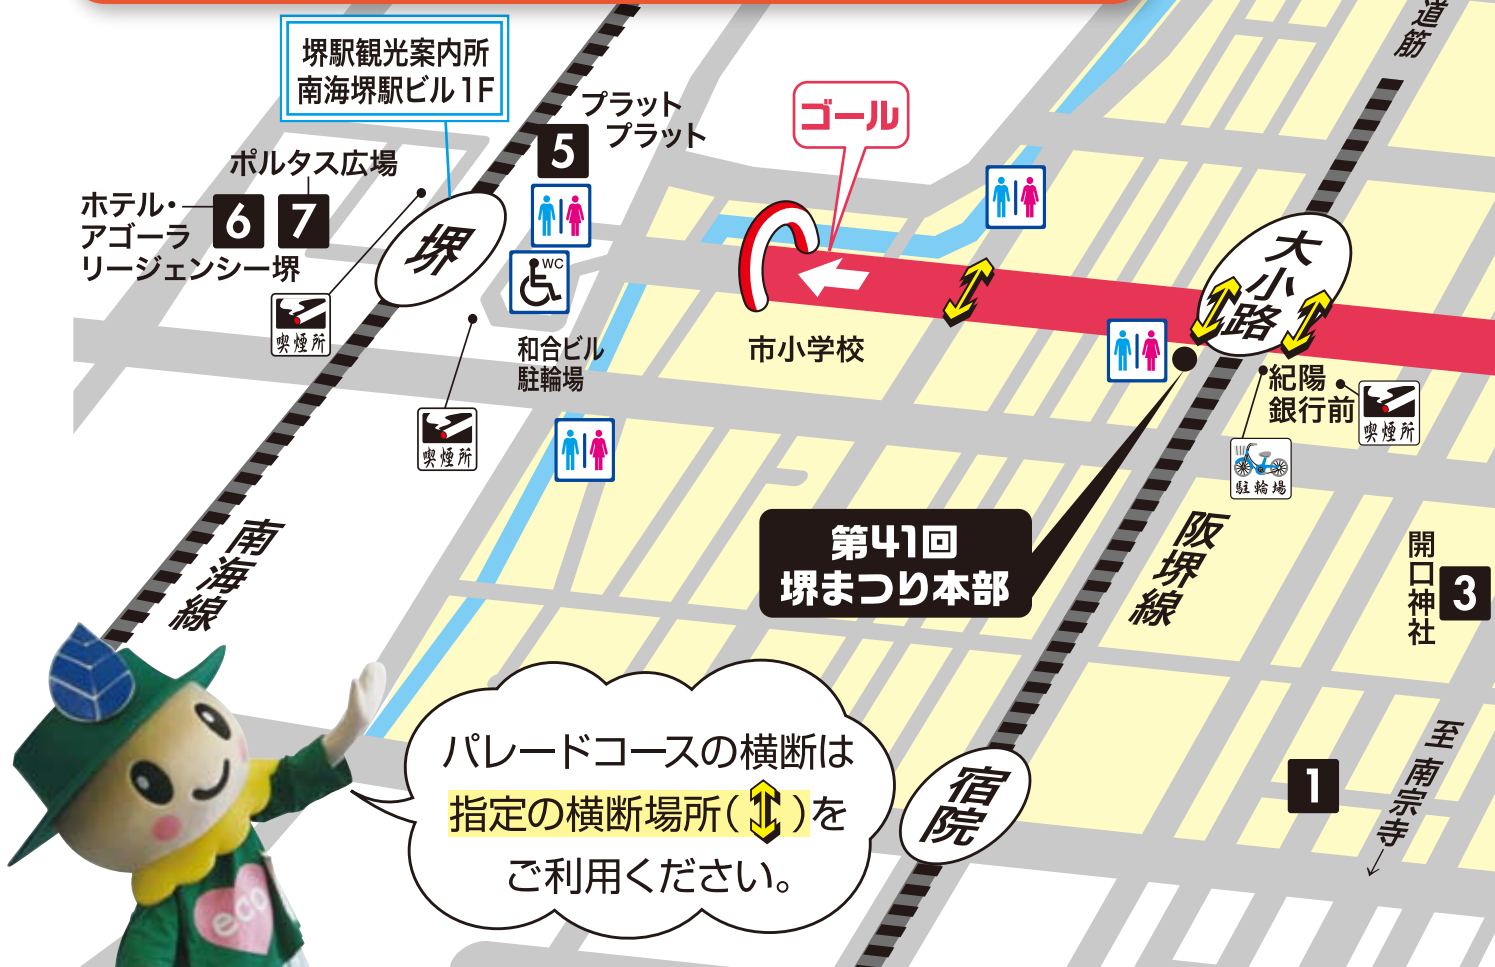 道筋
堺駅観光案内所
南海堺駅ビル1F
プラット
プラット
5
ゴール
ポルタス広場
ホテル・
アゴーラ
リージェンシー堺
6
7
堺
WC
大小路
喫煙所
市小学校
和合ビル
駐輪場
紀陽
銀行前
喫煙所
喫煙所
駐輪場
南海線
第41回
堺まつり本部
阪堺線
開口神社
3
至南宗寺
パレードコースの横断は
指定の横断場所( )を
ご利用ください。
宿院
1
eco